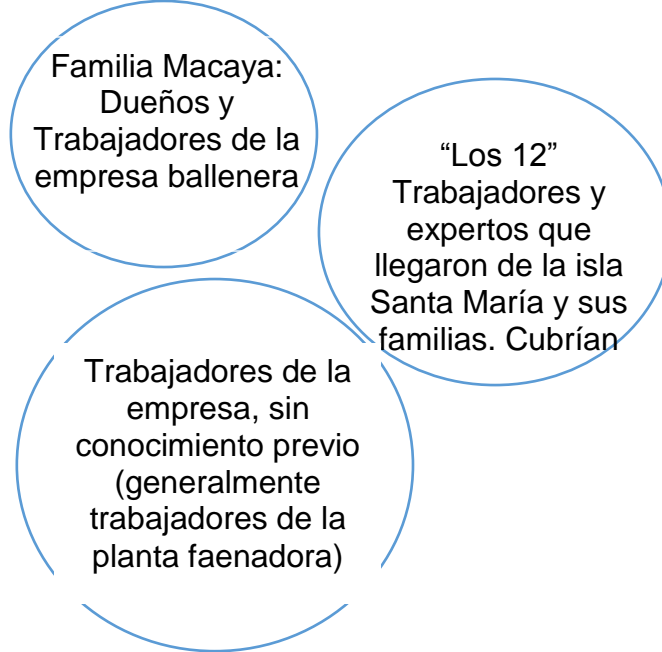 Familia Macaya:
Dueños y
Trabajadores de la
empresa ballenera
“Los 12”
Trabajadores y
expertos que
llegaron de la isla
Santa María y sus
familias. Cubrían
Trabajadores de la
empresa, sin
conocimiento previo
(generalmente
trabajadores de la
planta faenadora)